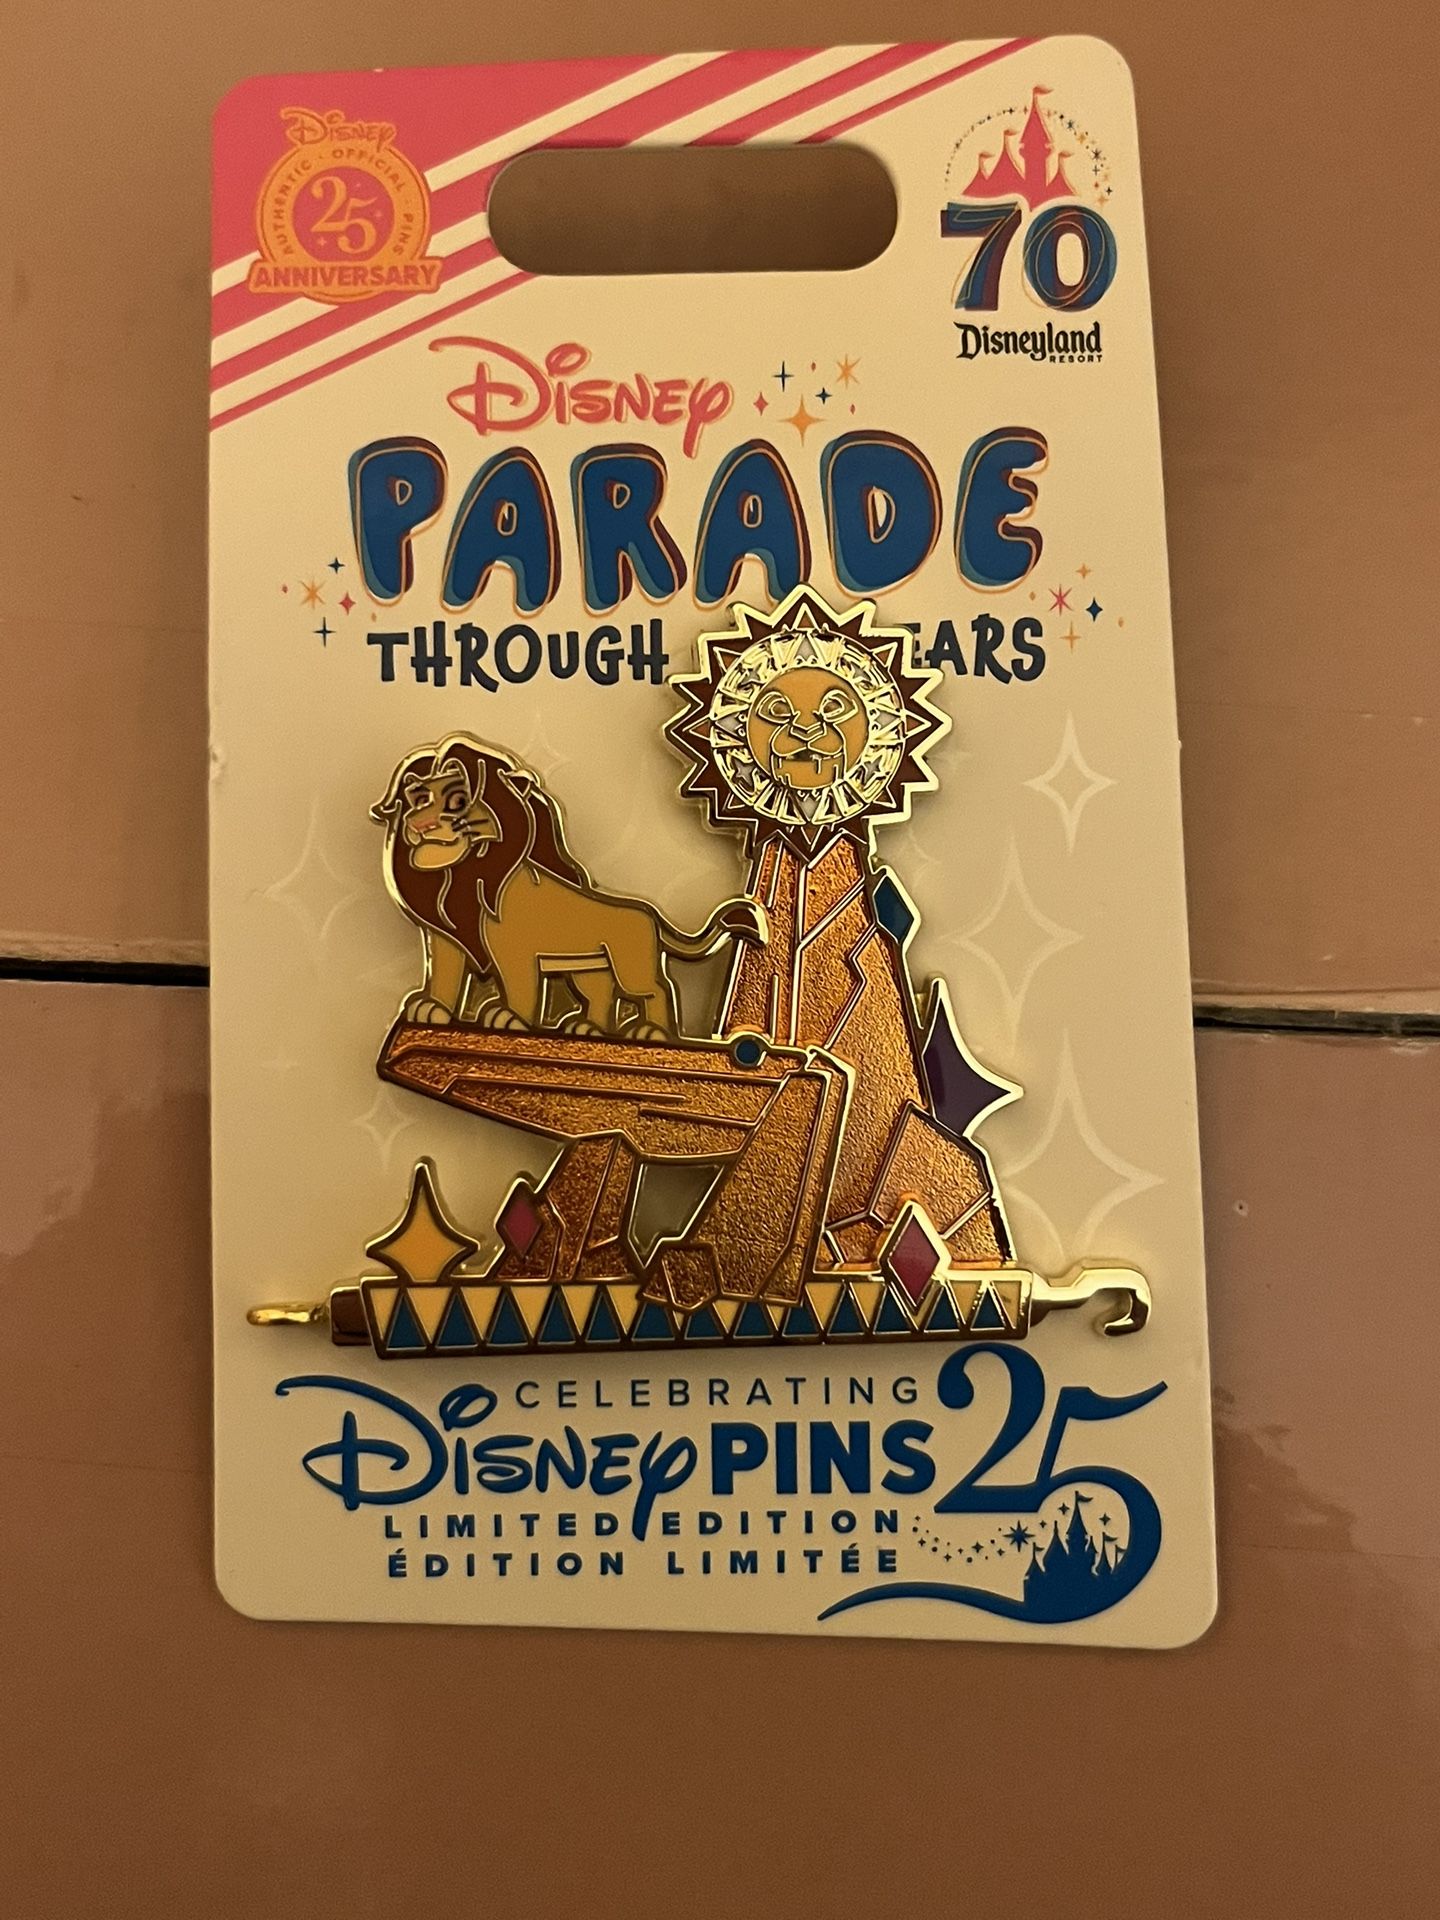 Disney
AUTHENTIC · OFFICIAL · PINS
25
ANNIVERSARY
70
Disneyland
RESORT
Disney
PARADE
THROUGH
CELEBRATING
Disney PINS 25
LIMITED EDITION
ÉDITION LIMITÉE